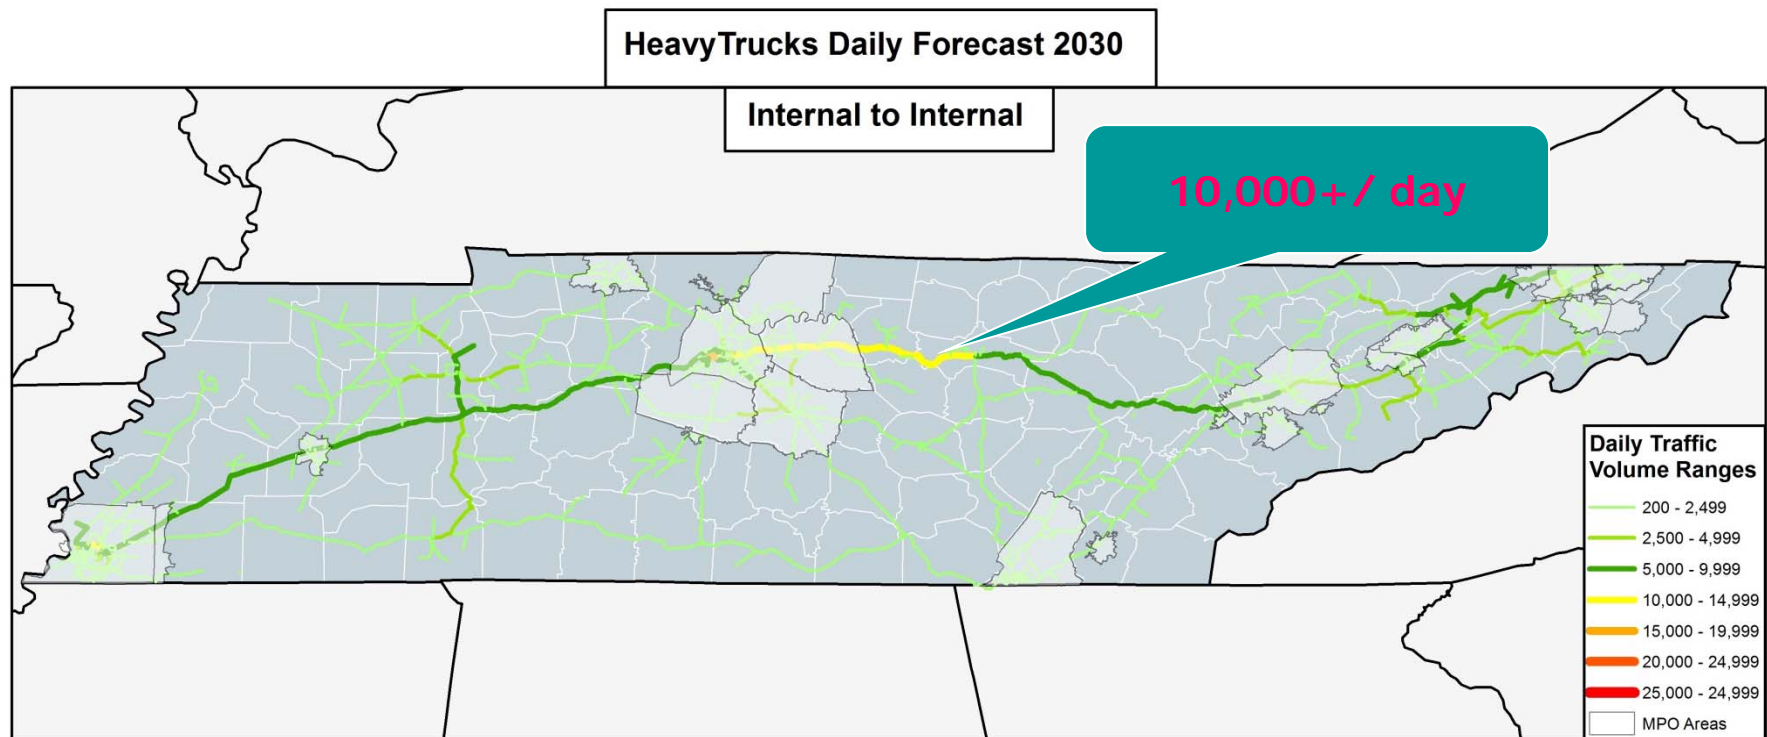 HeavyTrucks Daily Forecast 2030
Internal to Internal
10,000+/ day
Daily Traffic
Volume Ranges
200 - 2,499
2,500 - 4,999
5,000 - 9,999
10,000 - 14,999
15,000 - 19,999
20,000 - 24,999
25,000 - 24,999
MPO Areas